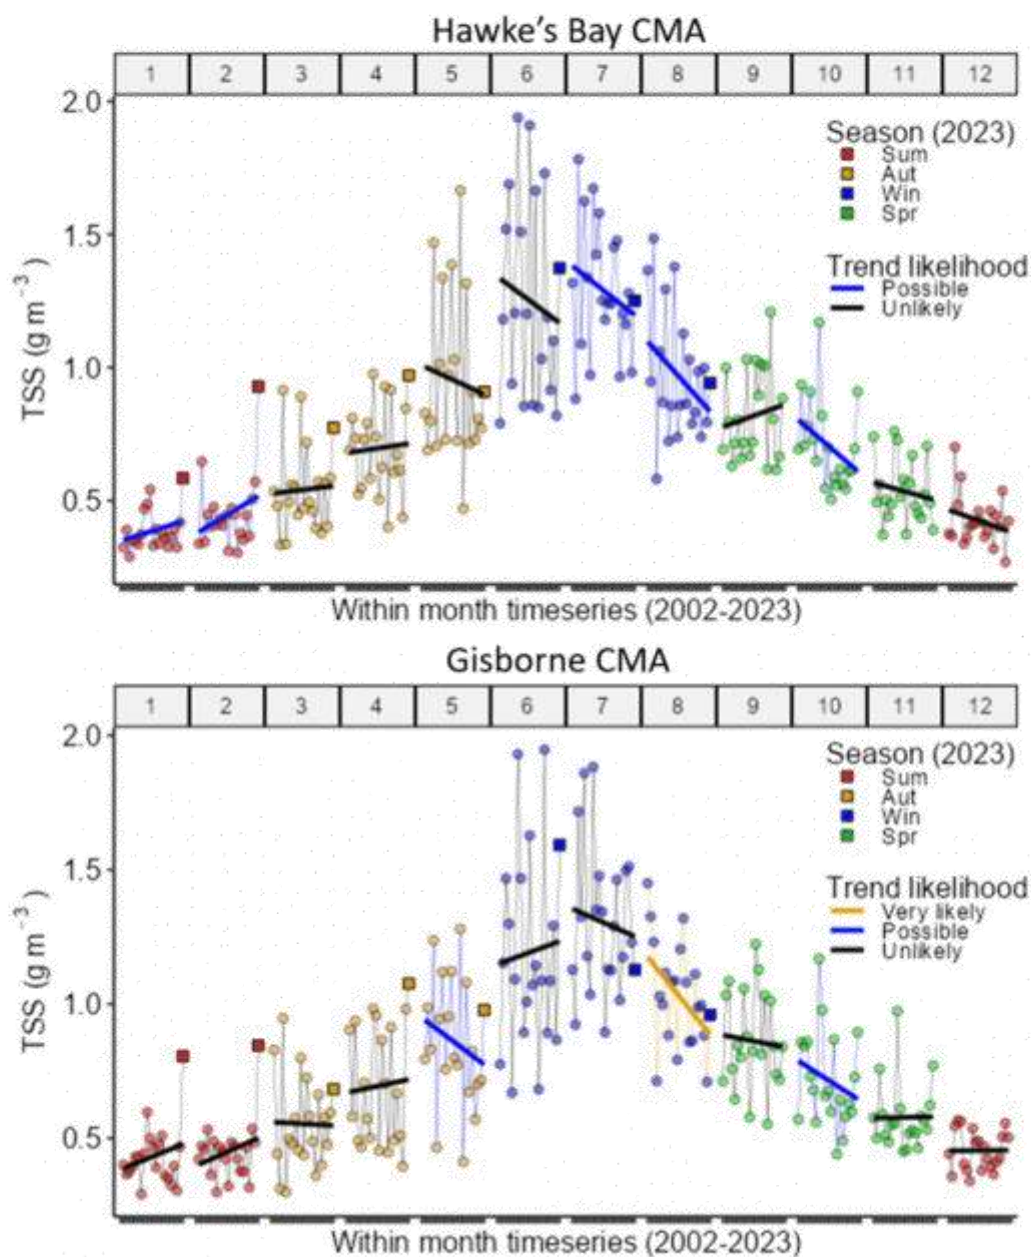 Hawke's Bay CMA
1 2 3 4 5 6 7 8 9 10 11 12
2.0
1.5
1.0
0.5
TSS (g m⁻³)
Season (2023)
Sum
Aut
Win
Spr
Trend likelihood
Possible
Unlikely
Within month timeseries (2002-2023)
Gisborne CMA
1 2 3 4 5 6 7 8 9 10 11 12
2.0
1.5
1.0
0.5
TSS (g m⁻³)
Season (2023)
Sum
Aut
Win
Spr
Trend likelihood
Very likely
Possible
Unlikely
Within month timeseries (2002-2023)